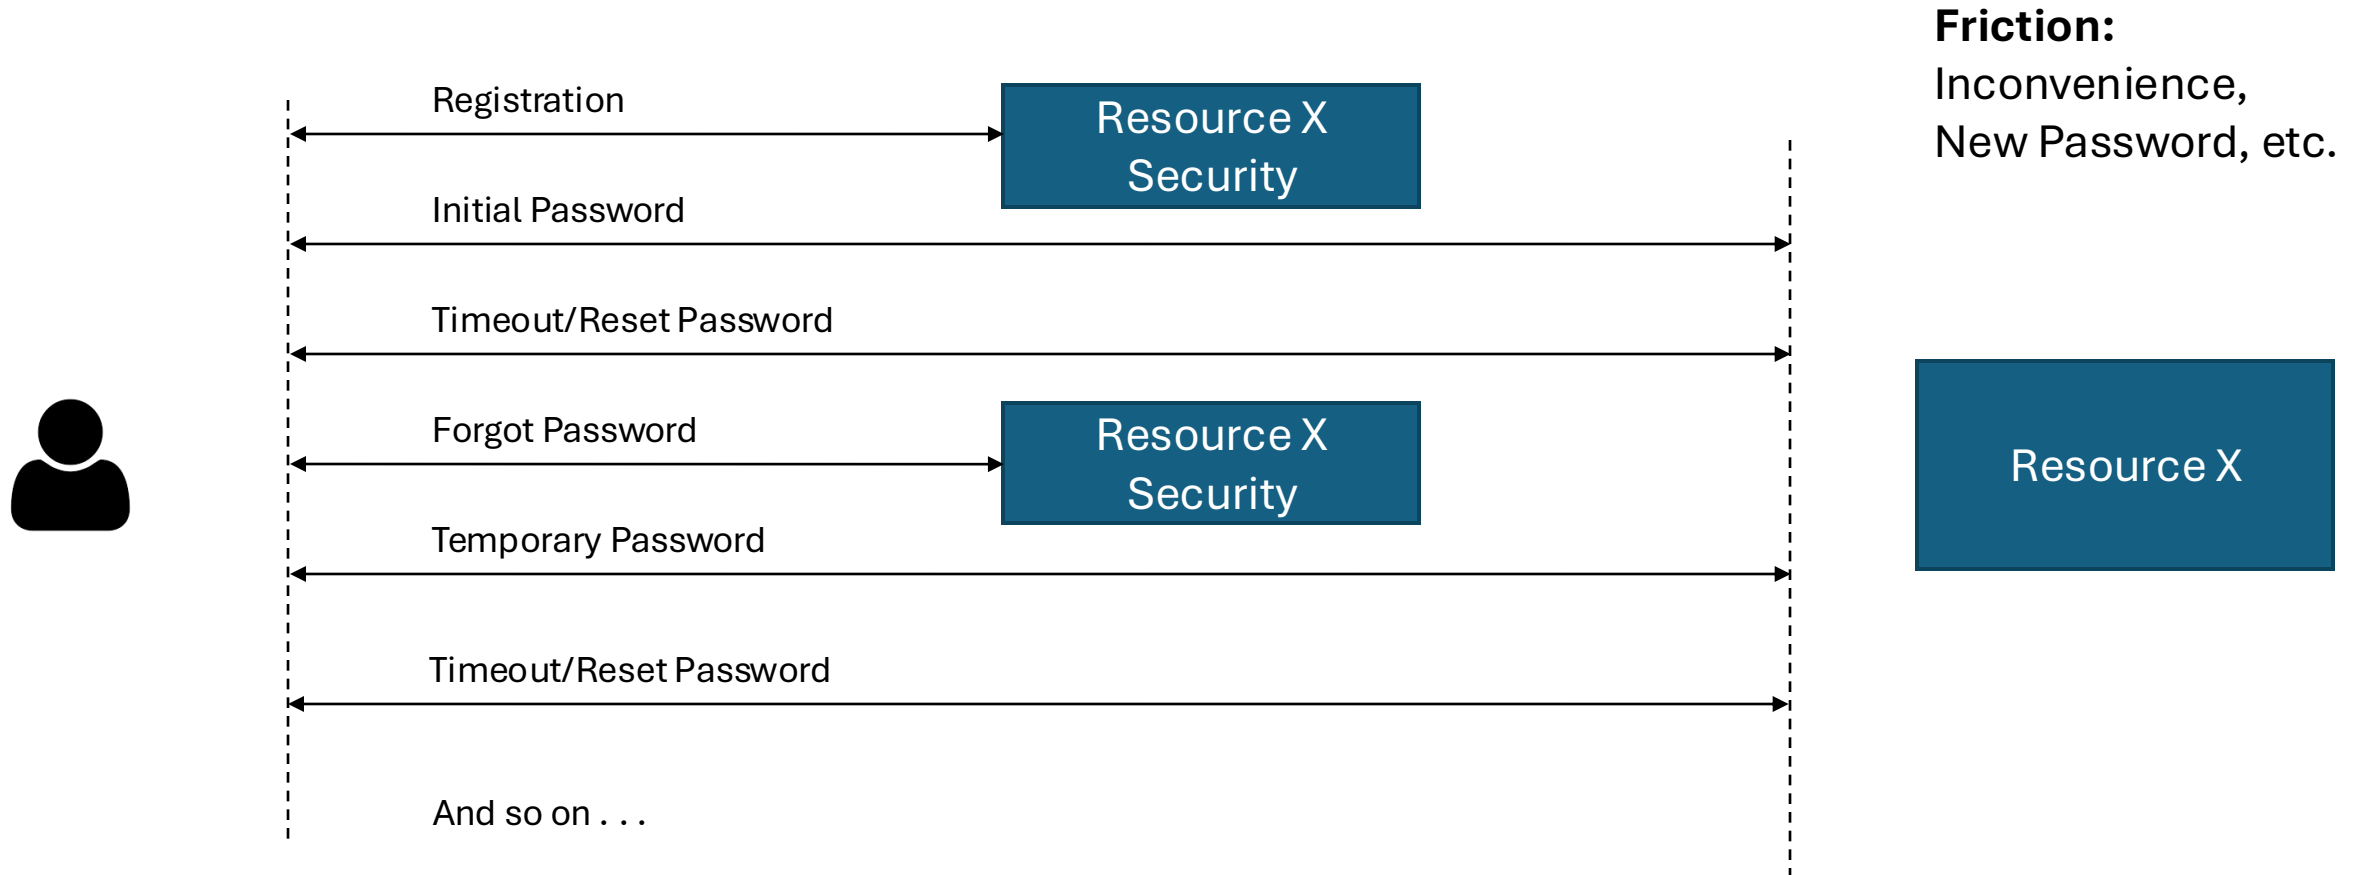 Friction:
Inconvenience,
New Password, etc.
Registration
Resource X
Security
Initial Password
Timeout/Reset Password
Forgot Password
Resource X
Security
Resource X
Temporary Password
Timeout/Reset Password
And so on . . .